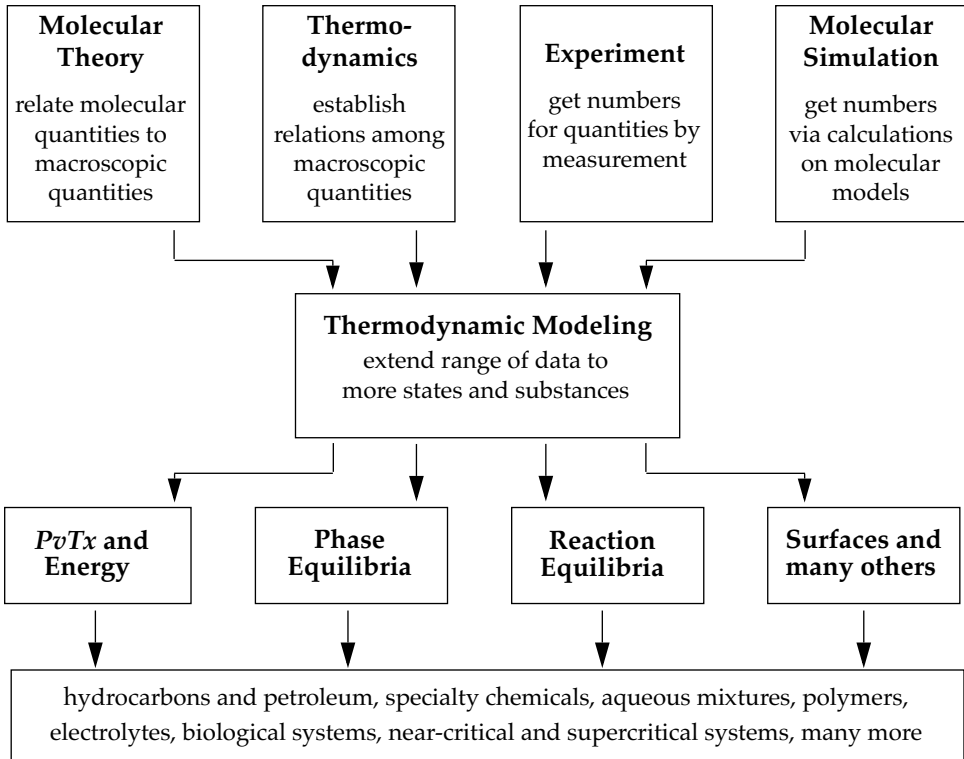 Molecular
Theory
relate molecular
quantities to
macroscopic
quantities
Thermo-
dynamics
establish
relations among
macroscopic
quantities
Experiment
get numbers
for quantities by
measurement
Molecular
Simulation
get numbers
via calculations
on molecular
models
Thermodynamic Modeling
extend range of data to
more states and substances
PvTx and
Energy
Phase
Equilibria
Reaction
Equilibria
Surfaces and
many others
hydrocarbons and petroleum, specialty chemicals, aqueous mixtures, polymers,
electrolytes, biological systems, near-critical and supercritical systems, many more